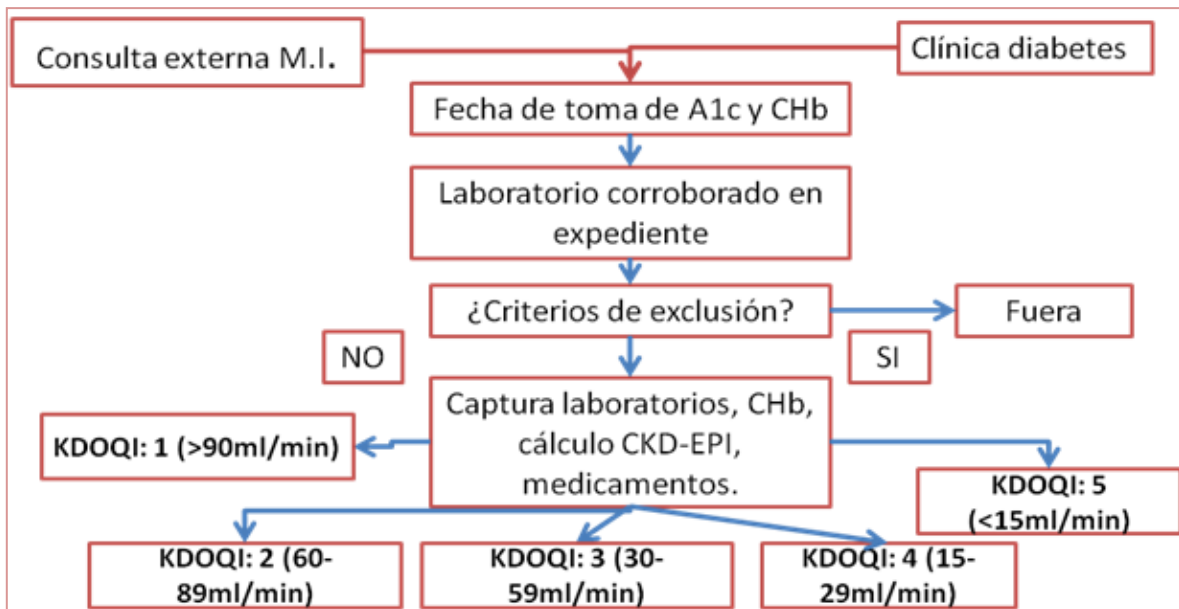 Consulta externa M.I.
Clínica diabetes
Fecha de toma de A1c y CHb
Laboratorio corroborado en
expediente
¿Criterios de exclusión?
Fuera
NO
SI
Captura laboratorios, CHb,
cálculo CKD-EPI,
medicamentos.
KDOQI: 1 (>90ml/min)
KDOQI: 5
(<15ml/min)
KDOQI: 2 (60-
89ml/min)
KDOQI: 3 (30-
59ml/min)
KDOQI: 4 (15-
29ml/min)